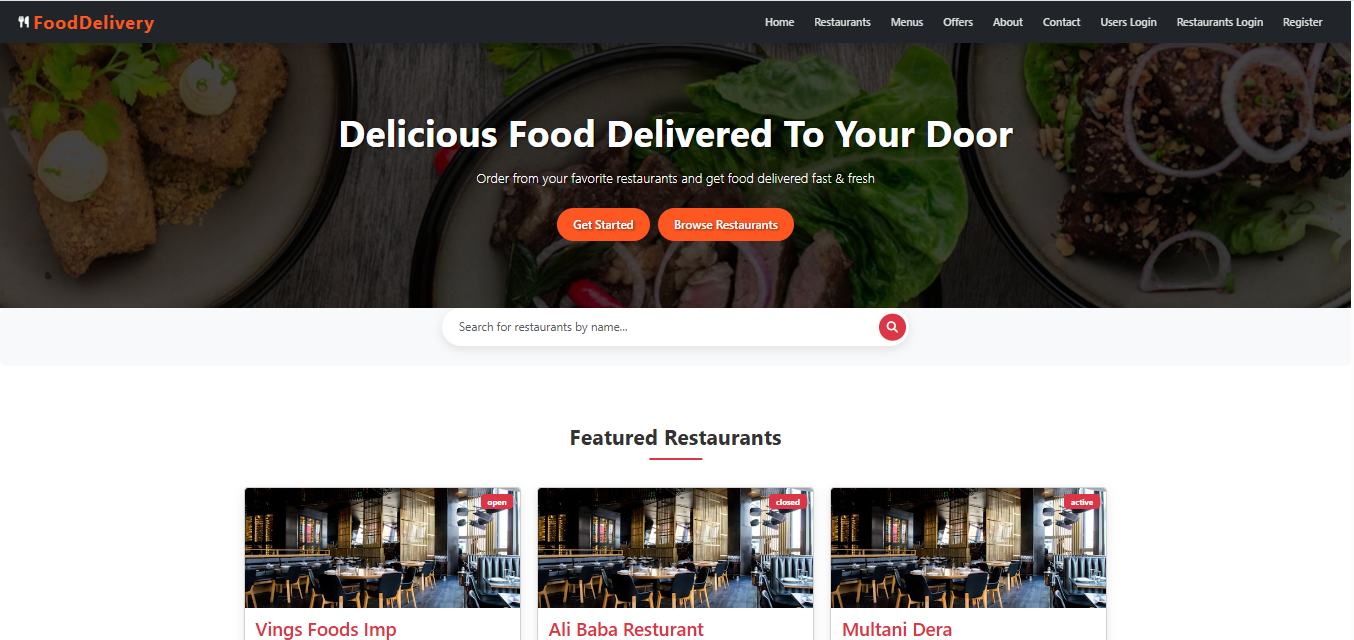 FoodDelivery
Home Restaurants Menus Offers About Contact Users Login Restaurants Login Register
Delicious Food Delivered To Your Door
Order from your favorite restaurants and get food delivered fast & fresh
Get Started Browse Restaurants
Search for restaurants by name...
Featured Restaurants
open
closed
active
Vings Foods Imp
Ali Baba Resturant
Multani Dera